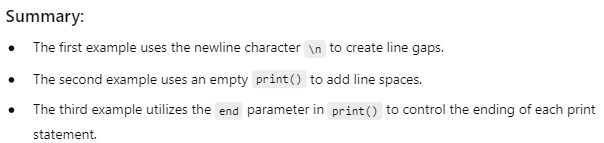 Summary:
• The first example uses the newline character \n to create line gaps.
• The second example uses an empty print() to add line spaces.
• The third example utilizes the end parameter in print() to control the ending of each print
statement.